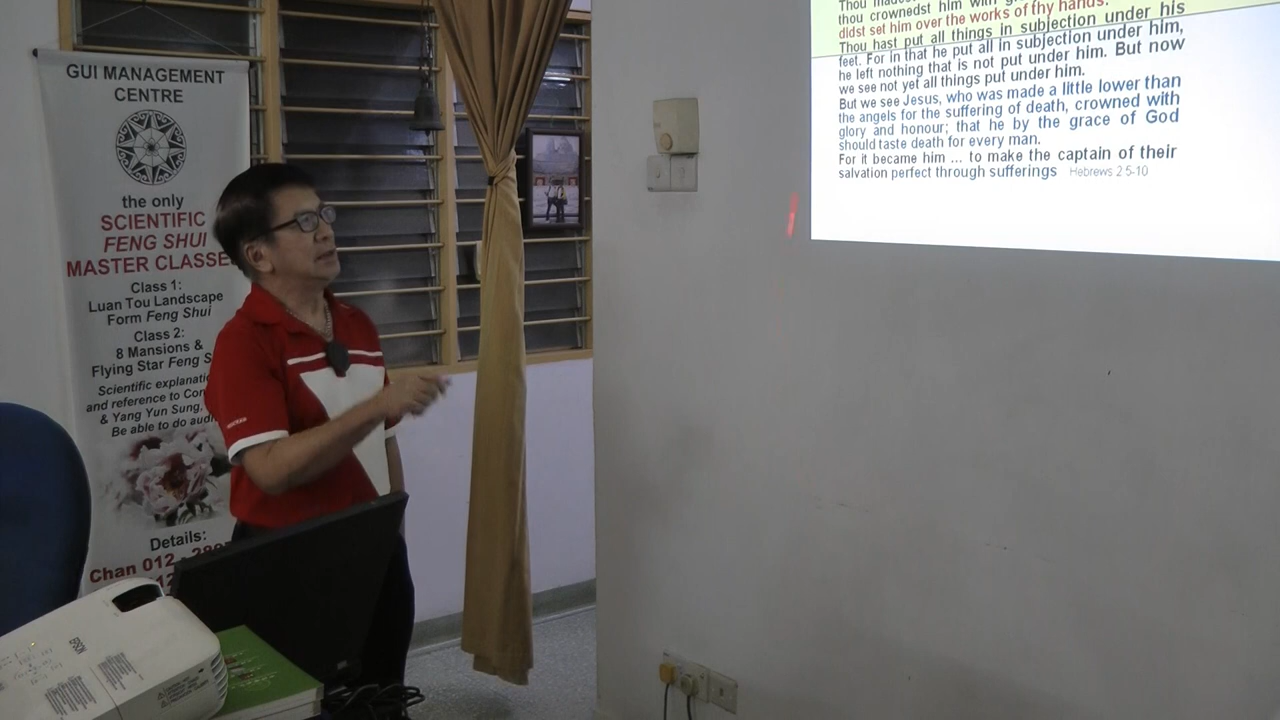 GUI MANAGEMENT
CENTRE
the only
SCIENTIFIC
FENG SHUI
MASTER CLASSE
Class 1:
Luan Tou Landscape
Form Feng Shui
Class 2:
8 Mansions &
Flying Star Feng S
Scientific
and reference to
& Yang Yun Sung,
Be able to do
Details:
Chan 012 -
Thou
thou crownedst him with
didst set him over the works of thy hands:
Thou hast put all things in subjection under his
feet. For in that he put all in subjection under him,
he left nothing that is not put under him. But now
we see not yet all things put under him.
But we see Jesus, who was made a little lower than
the angels for the suffering of death, crowned with
glory and honour; that he by the grace of God
should taste death for every man.
For it became him ... to make the captain of their
salvation perfect through sufferings Hebrews 2.5-10
EPSON